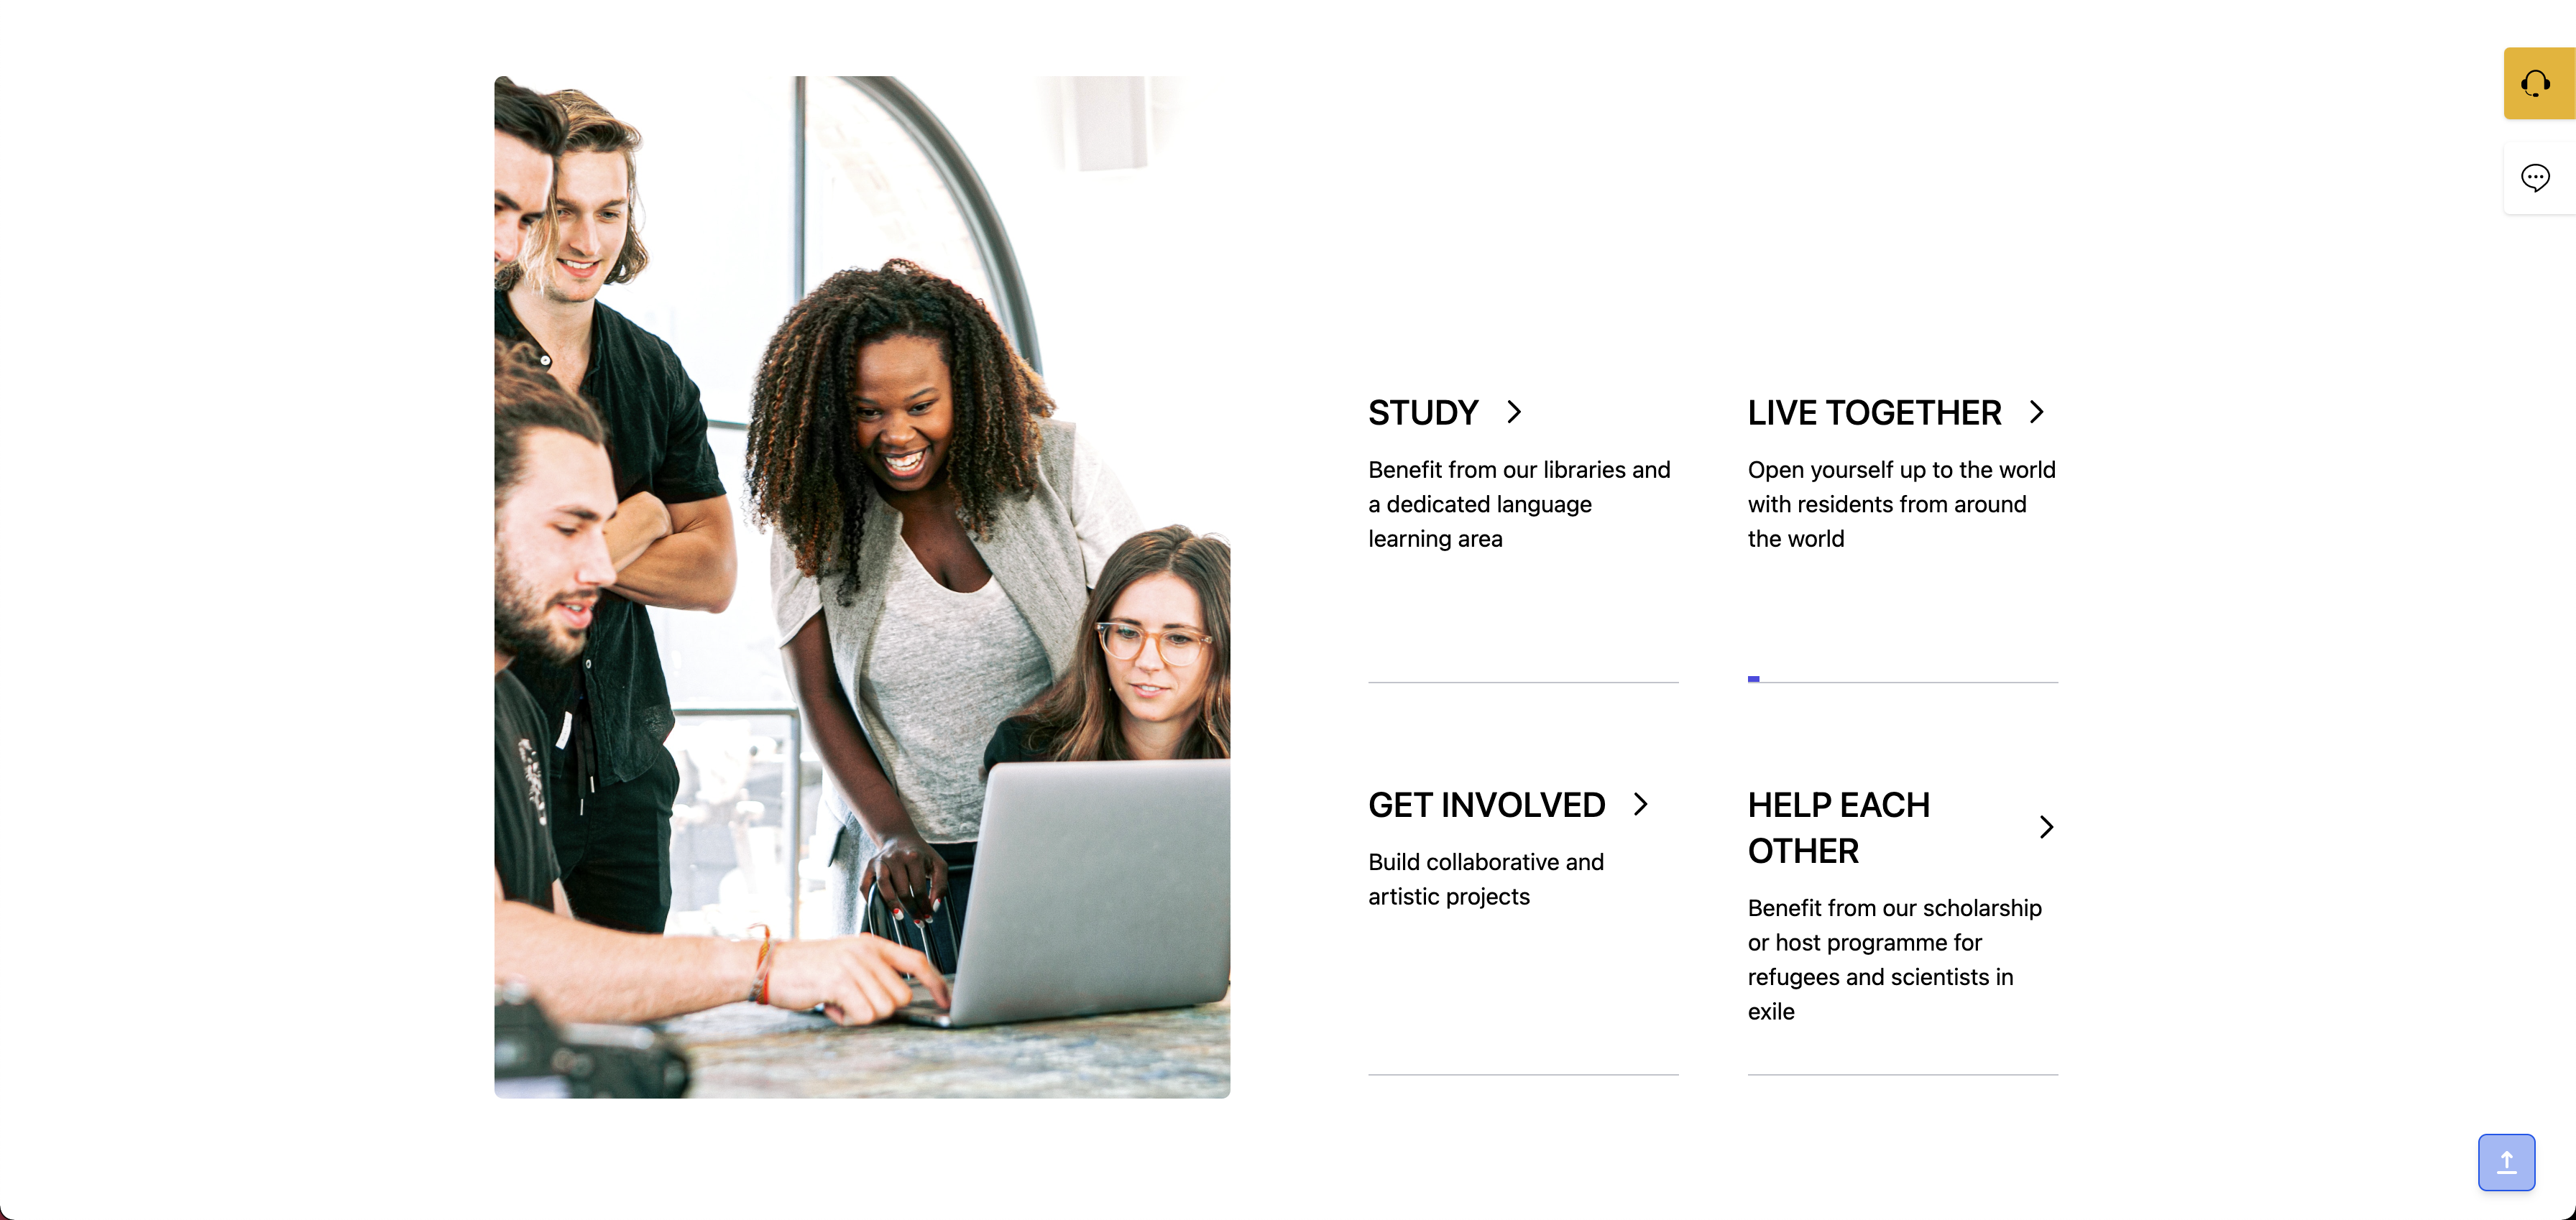 STUDY
Benefit from our libraries and
a dedicated language
learning area
LIVE TOGETHER
Open yourself up to the world
with residents from around
the world
GET INVOLVED
Build collaborative and
artistic projects
HELP EACH
OTHER
Benefit from our scholarship
or host programme for
refugees and scientists in
exile